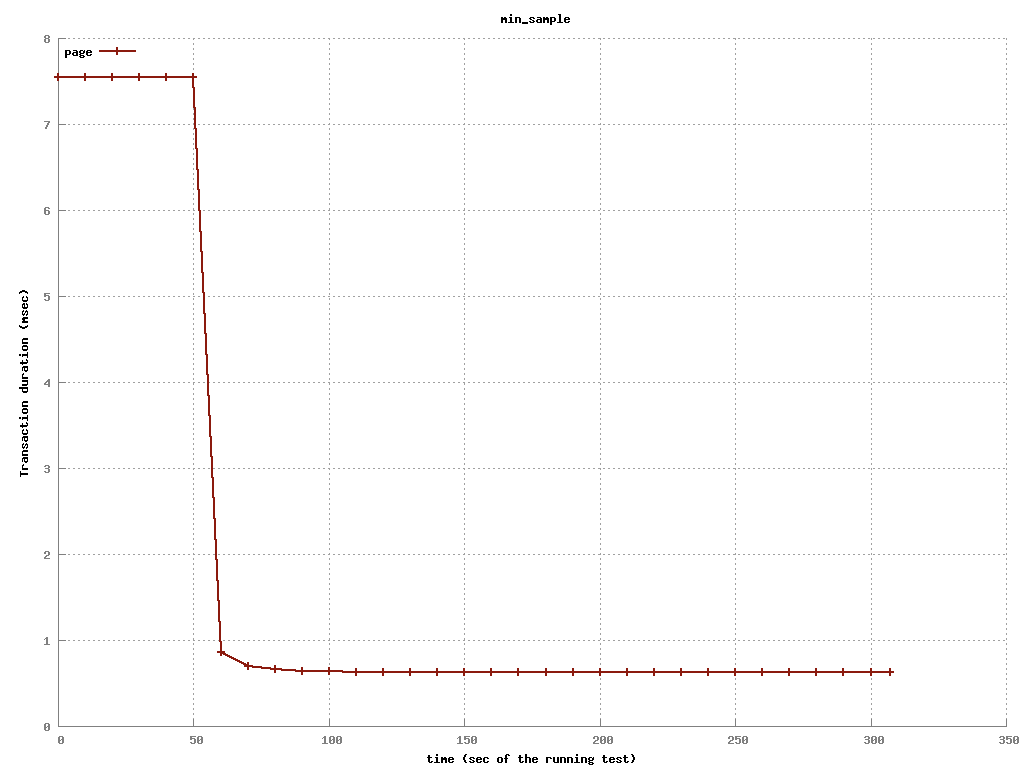 min_sample
page
8
7
6
5
4
3
2
1
0
Transaction duration (msec)
0 50 100 150 200 250 300 350
time (sec of the running test)